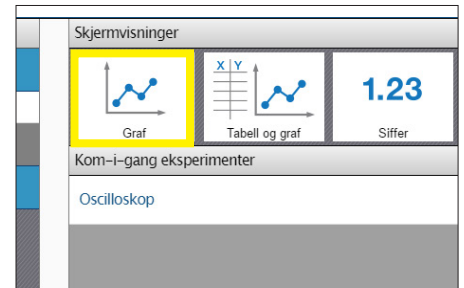 Skjermvisninger
X Y
1.23
Graf
Tabell og graf
Siffer
Kom-i-gang eksperimenter
Oscilloskop